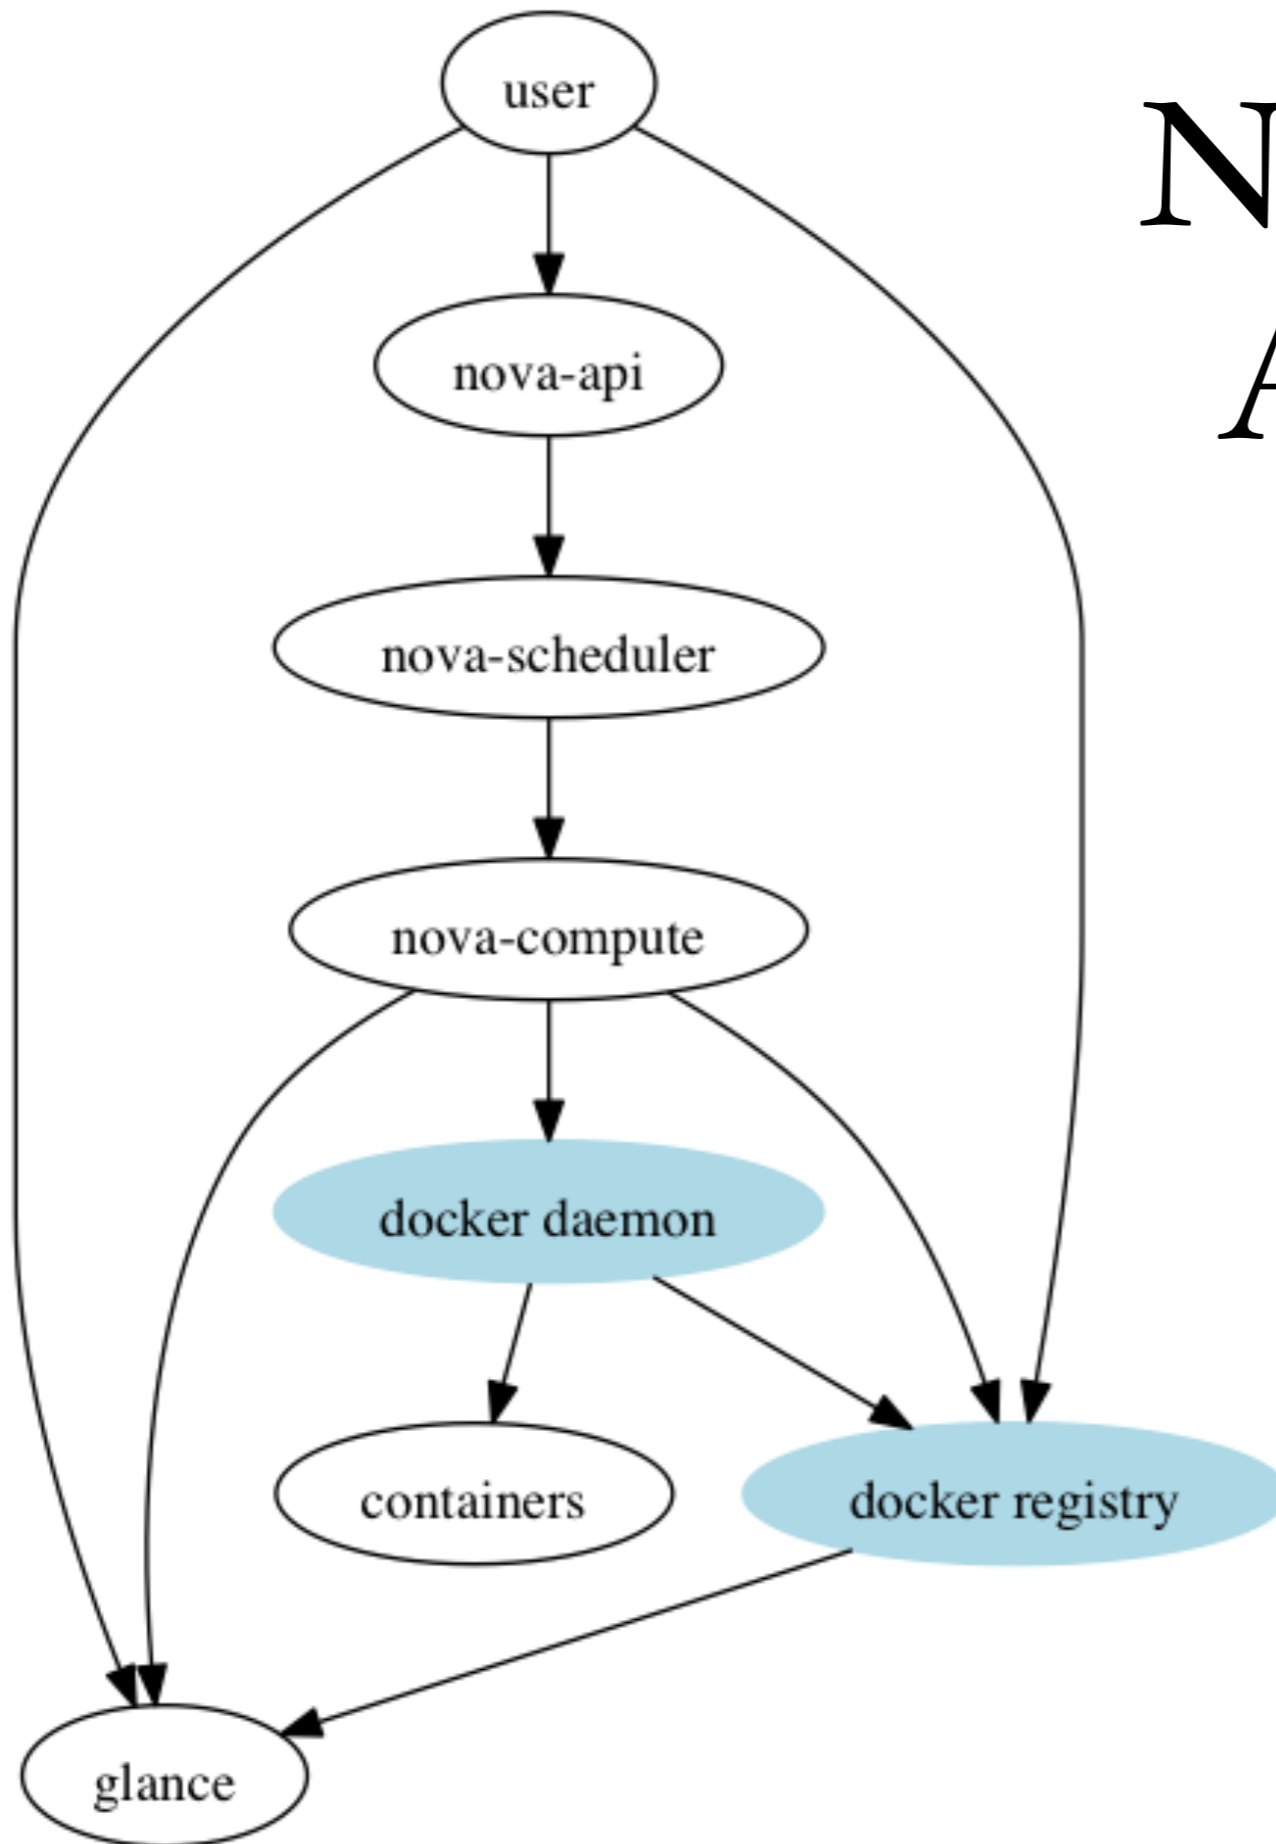 user
N
A
nova-api
nova-scheduler
nova-compute
docker daemon
containers
docker registry
glance